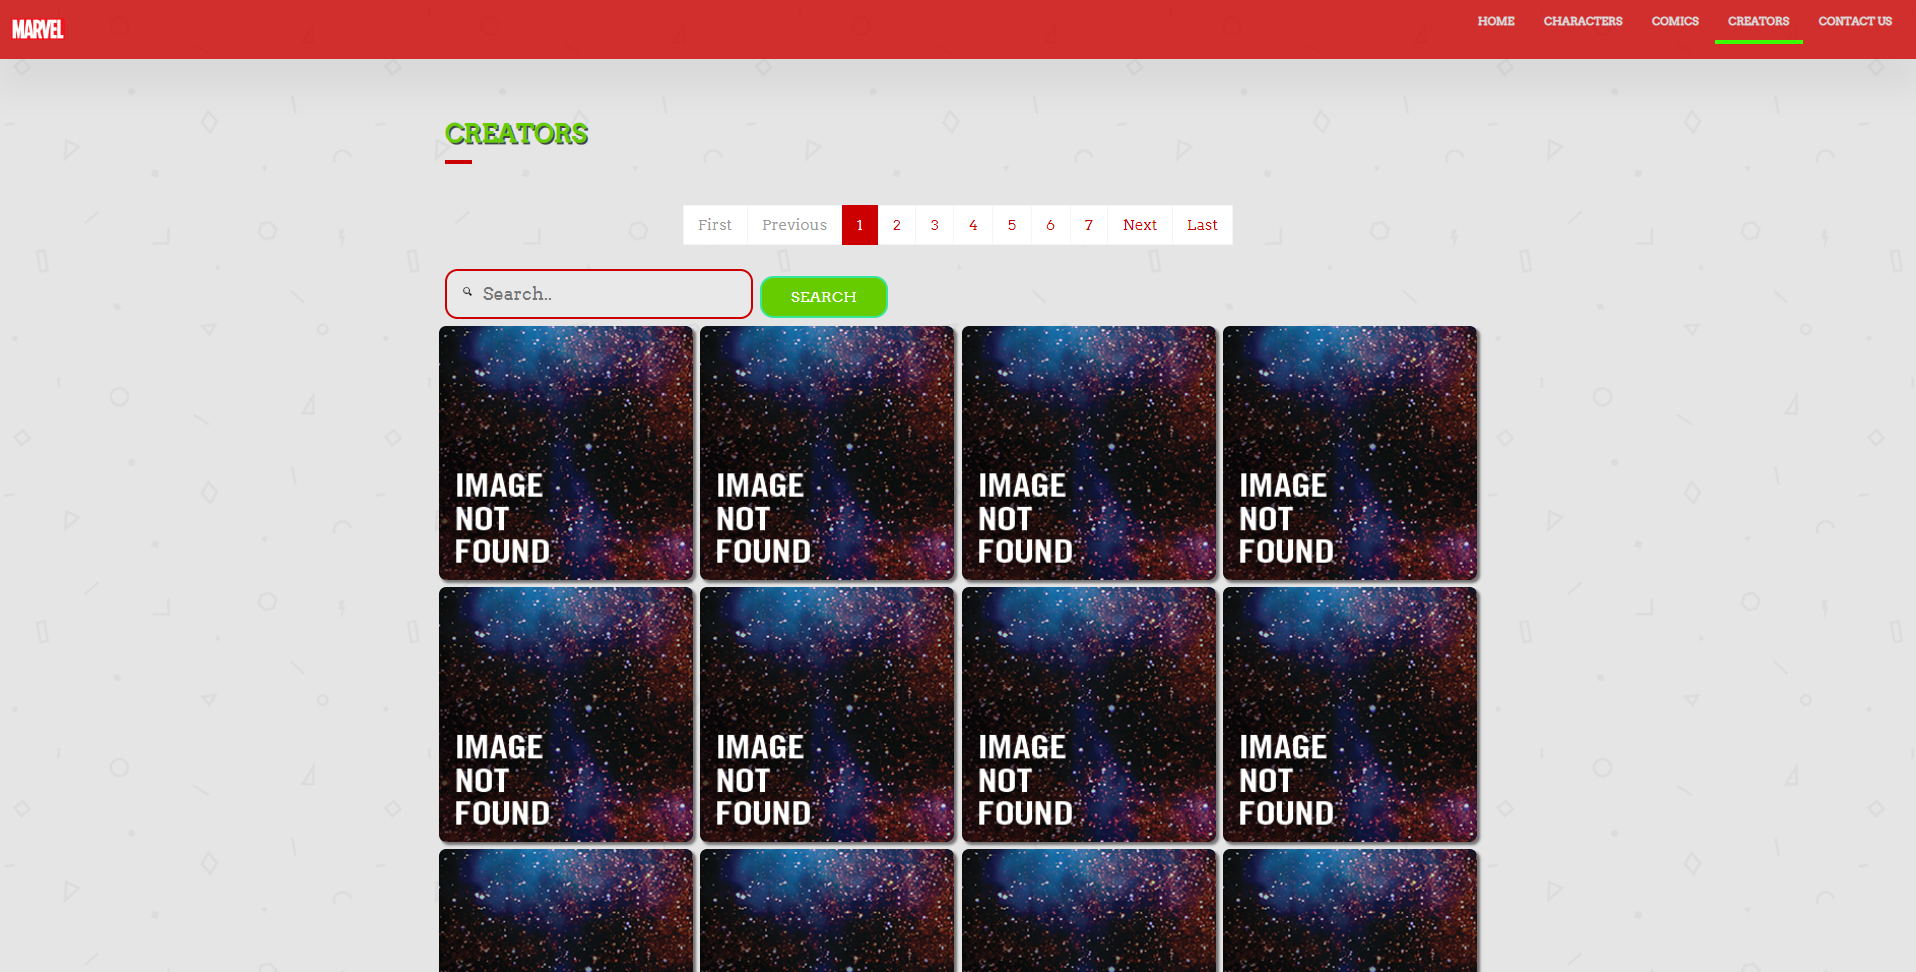 MARVEL
HOME CHARACTERS COMICS CREATORS CONTACT US
CREATORS
First Previous 1 2 3 4 5 6 7 Next Last
Search.. SEARCH
IMAGE NOT FOUND
IMAGE NOT FOUND
IMAGE NOT FOUND
IMAGE NOT FOUND
IMAGE NOT FOUND
IMAGE NOT FOUND
IMAGE NOT FOUND
IMAGE NOT FOUND